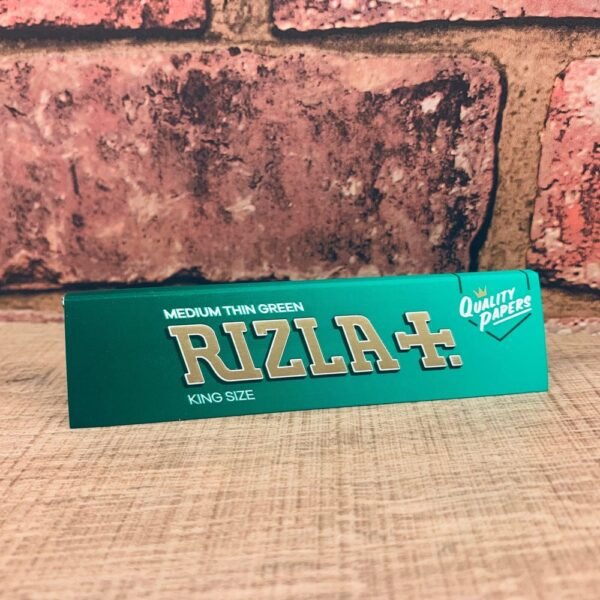 MEDIUM THIN GREEN
RIZLA+.
KING SIZE
QUALITY
PAPERS